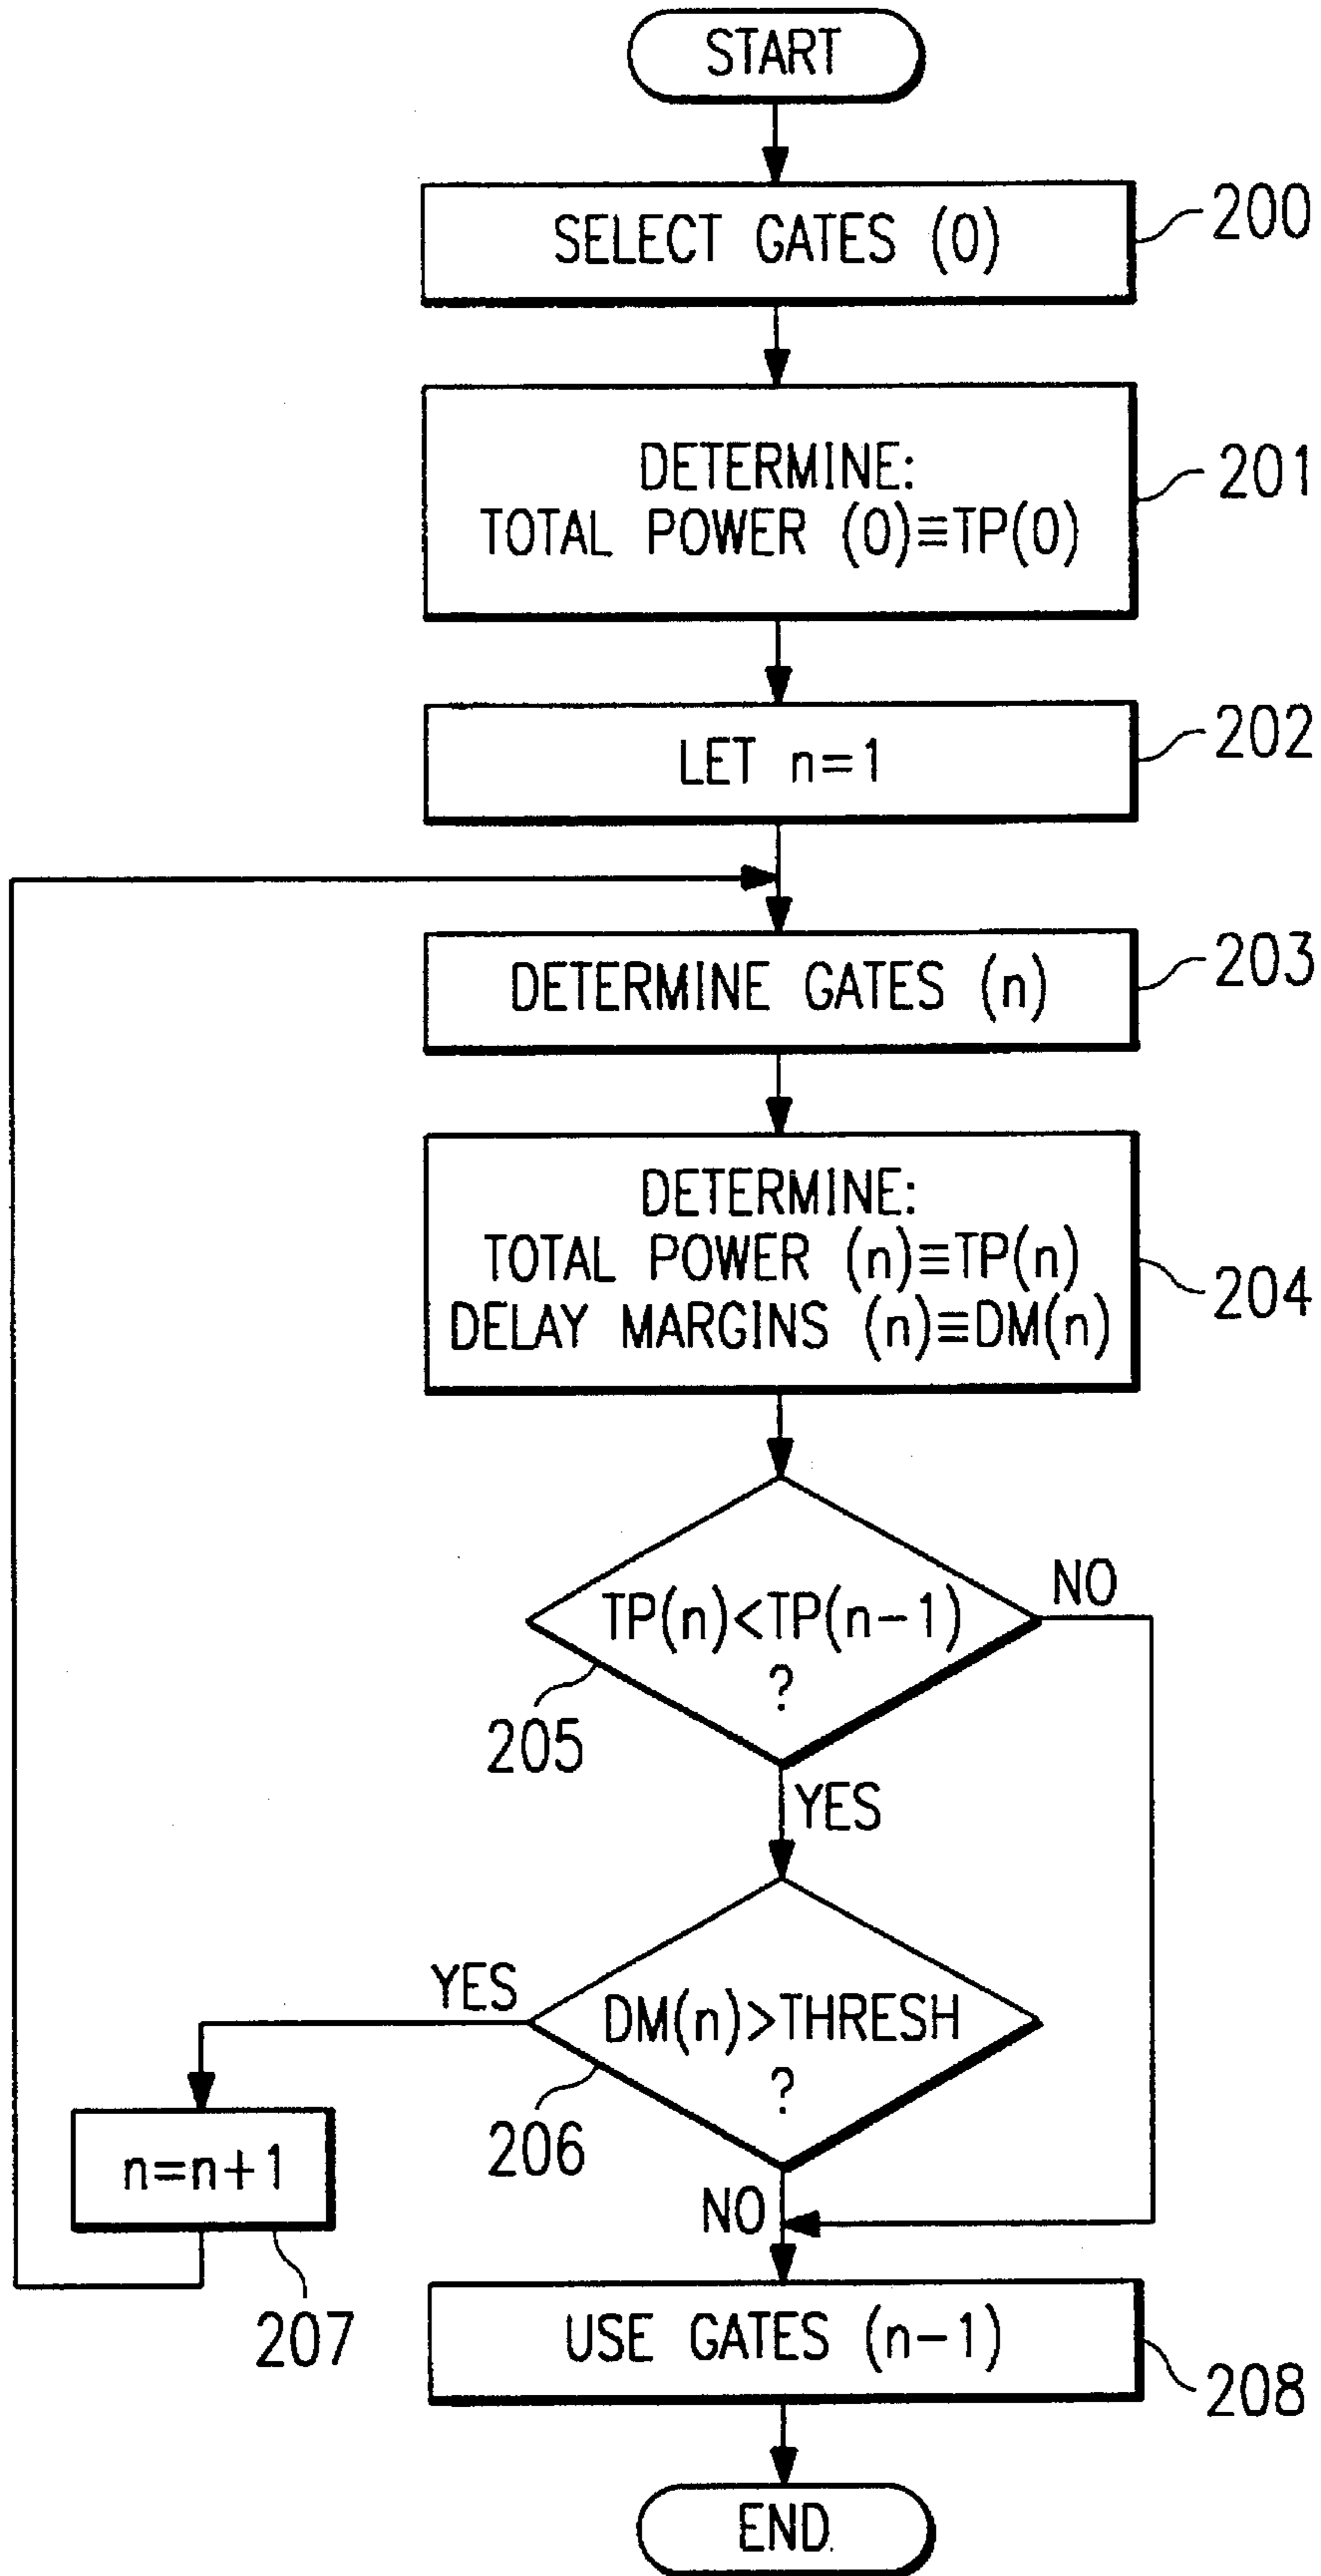 START
SELECT GATES (0)
200
DETERMINE:
TOTAL POWER (0)≡TP(0)
201
LET n=1
202
DETERMINE GATES (n)
203
DETERMINE:
TOTAL POWER (n)≡TP(n)
DELAY MARGINS (n)≡DM(n)
204
TP(n)<TP(n-1)
?
NO
205
YES
DM(n)>THRESH
?
YES
206
n=n+1
207
NO
USE GATES (n-1)
208
END